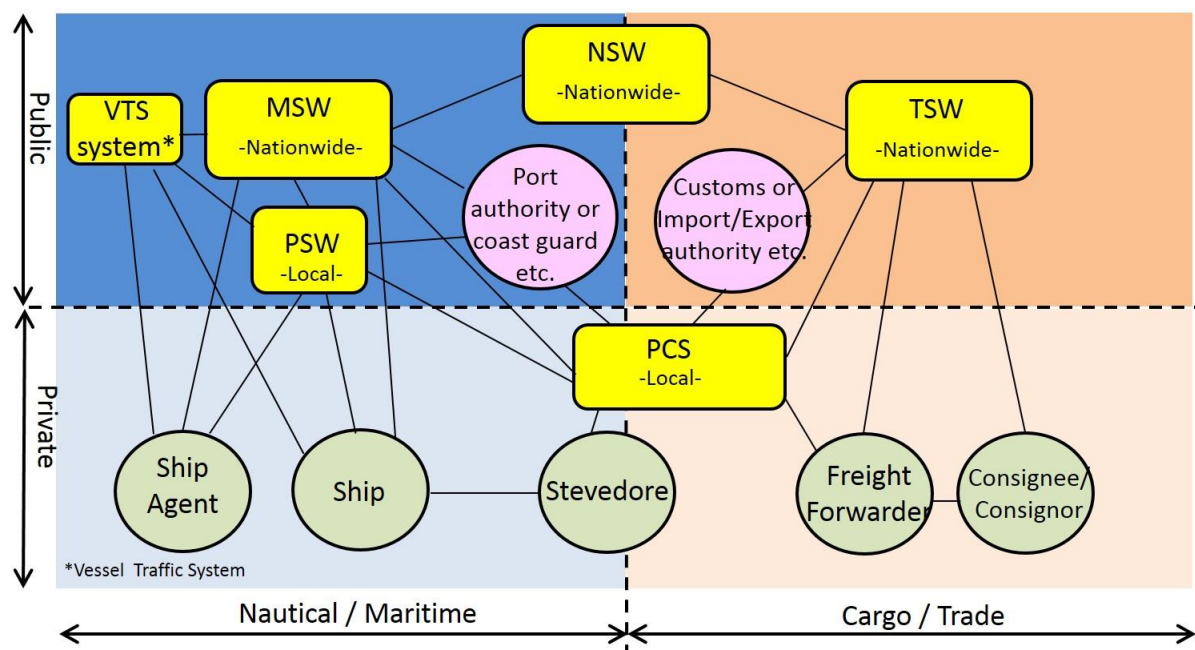 Public
Private
NSW
-Nationwide-
VTS
system*
MSW
-Nationwide-
TSW
-Nationwide-
Port
authority or
coast guard
etc.
Customs or
Import/Export
authority etc.
PSW
-Local-
PCS
-Local-
Ship
Agent
Ship
Stevedore
Freight
Forwarder
Consignee/
Consignor
*Vessel Traffic System
Nautical / Maritime
Cargo / Trade